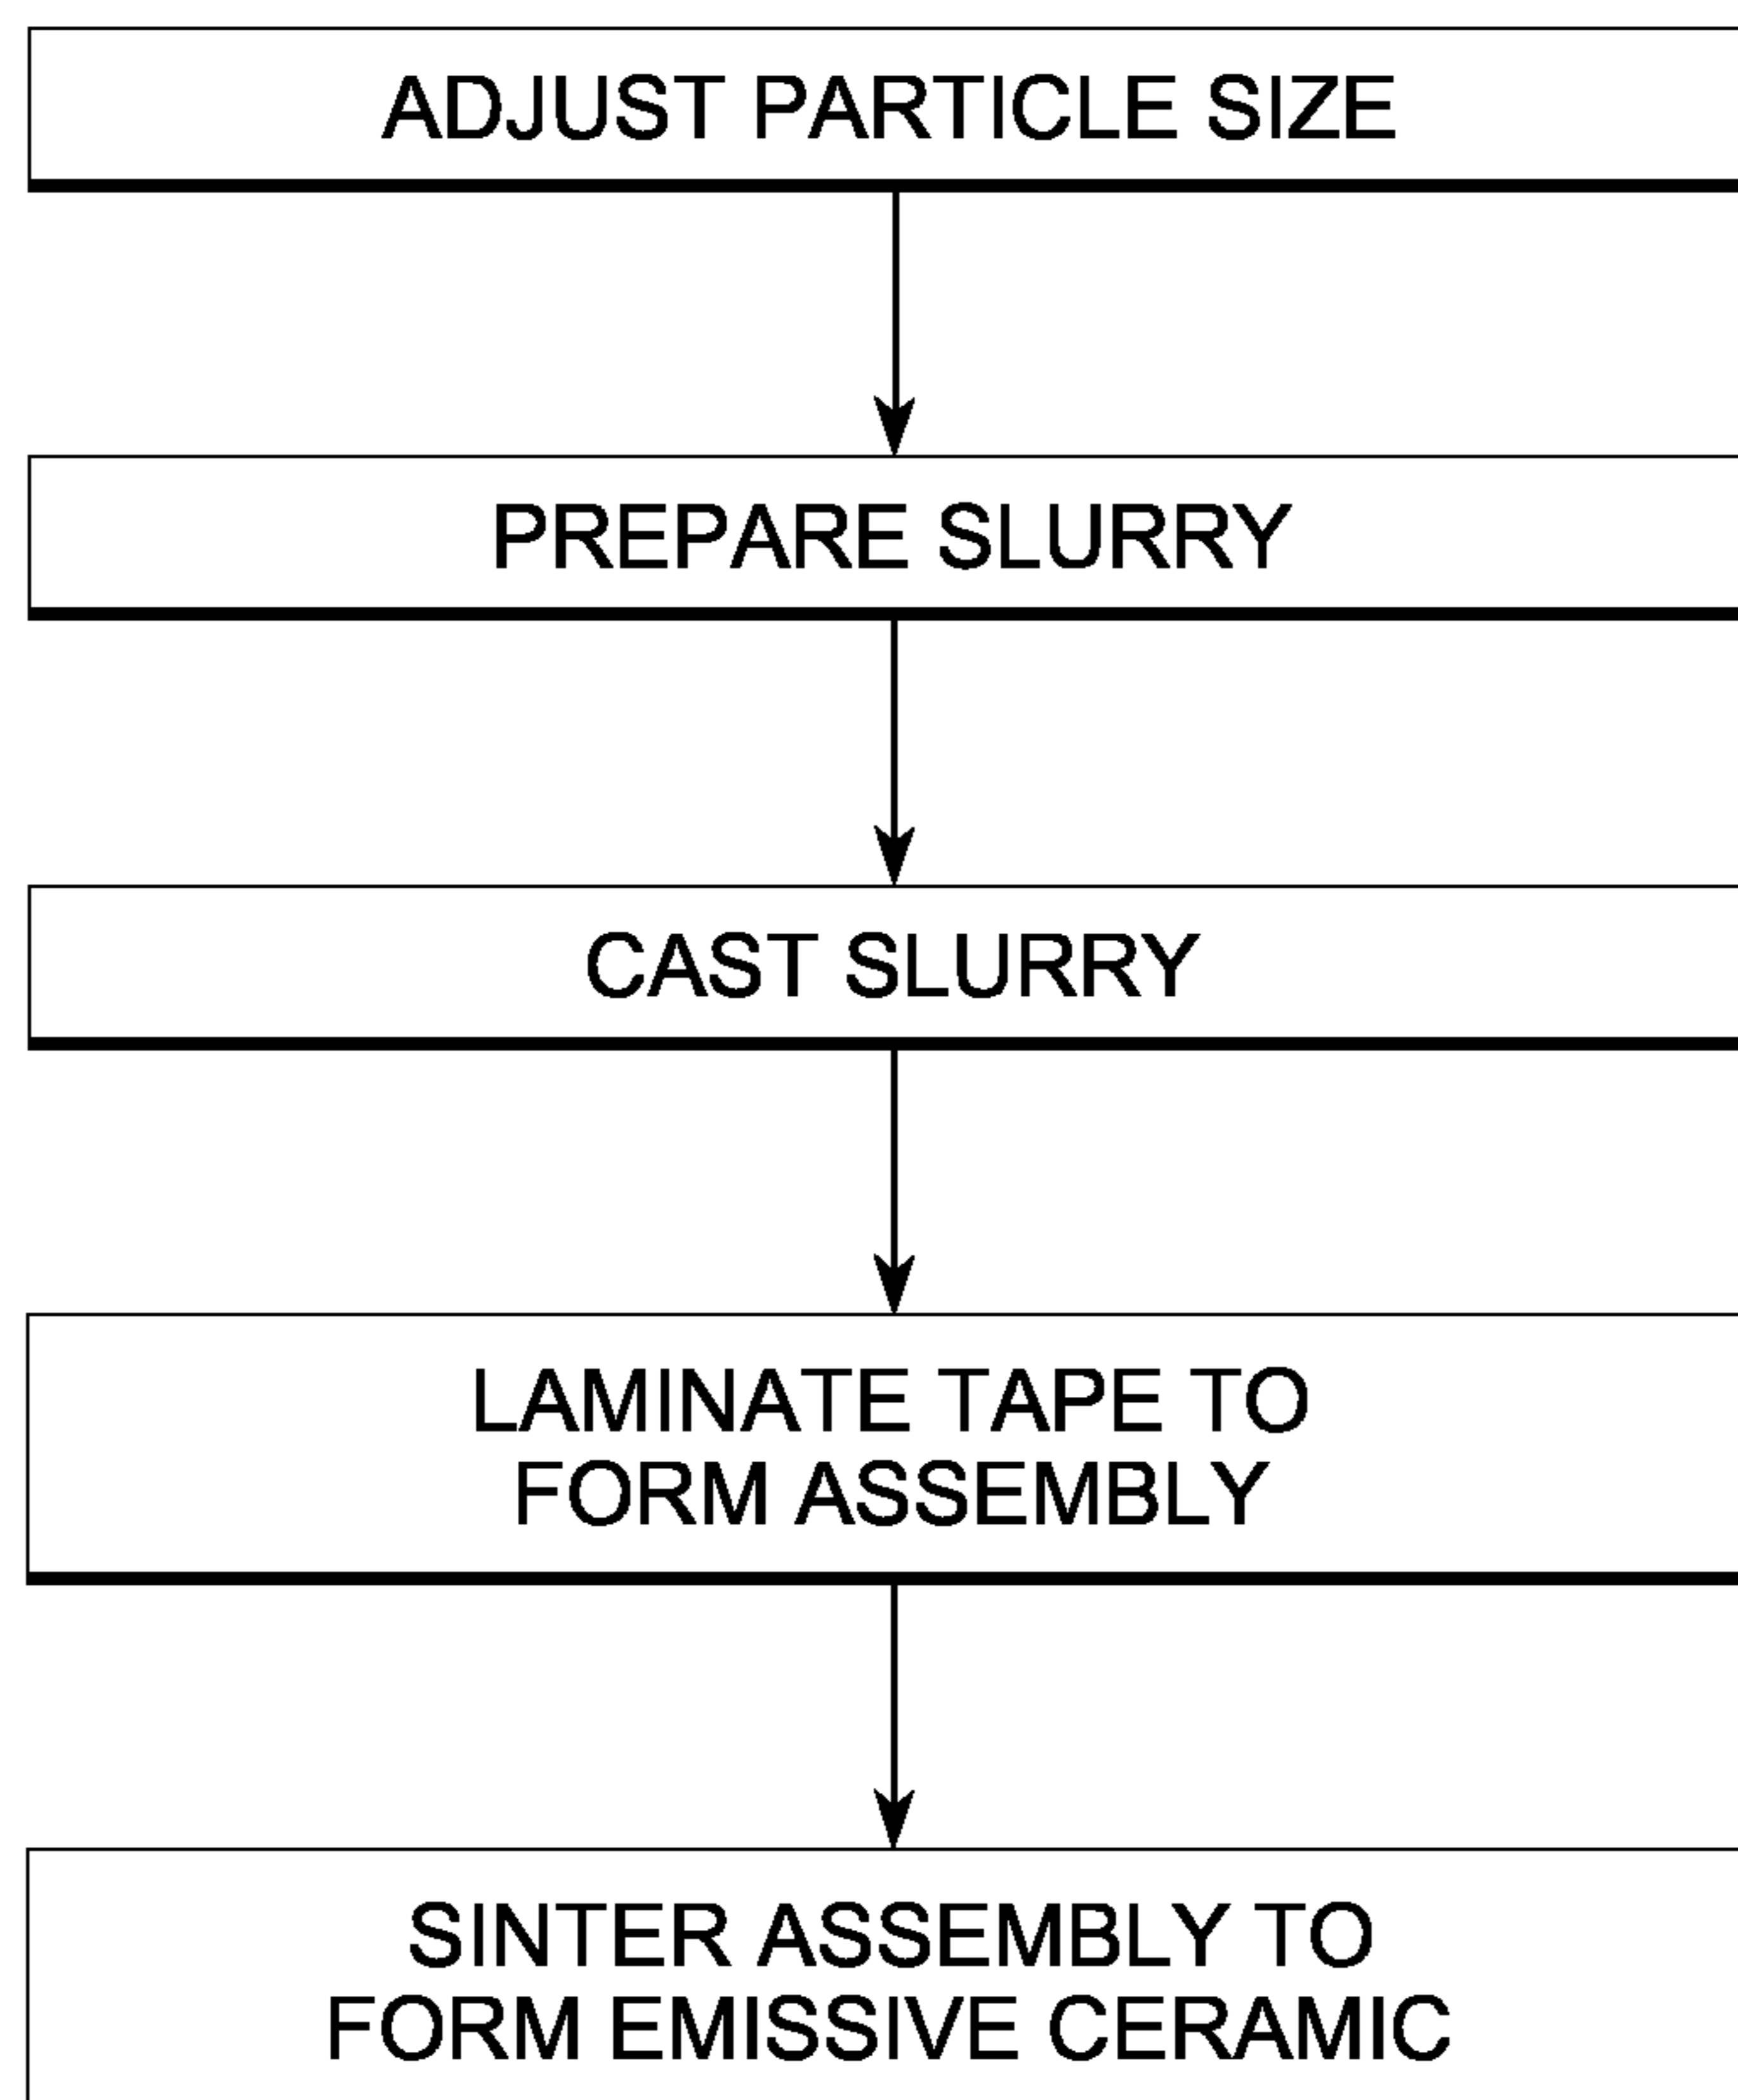 ADJUST PARTICLE SIZE
PREPARE SLURRY
CAST SLURRY
LAMINATE TAPE TO
FORM ASSEMBLY
SINTER ASSEMBLY TO
FORM EMISSIVE CERAMIC